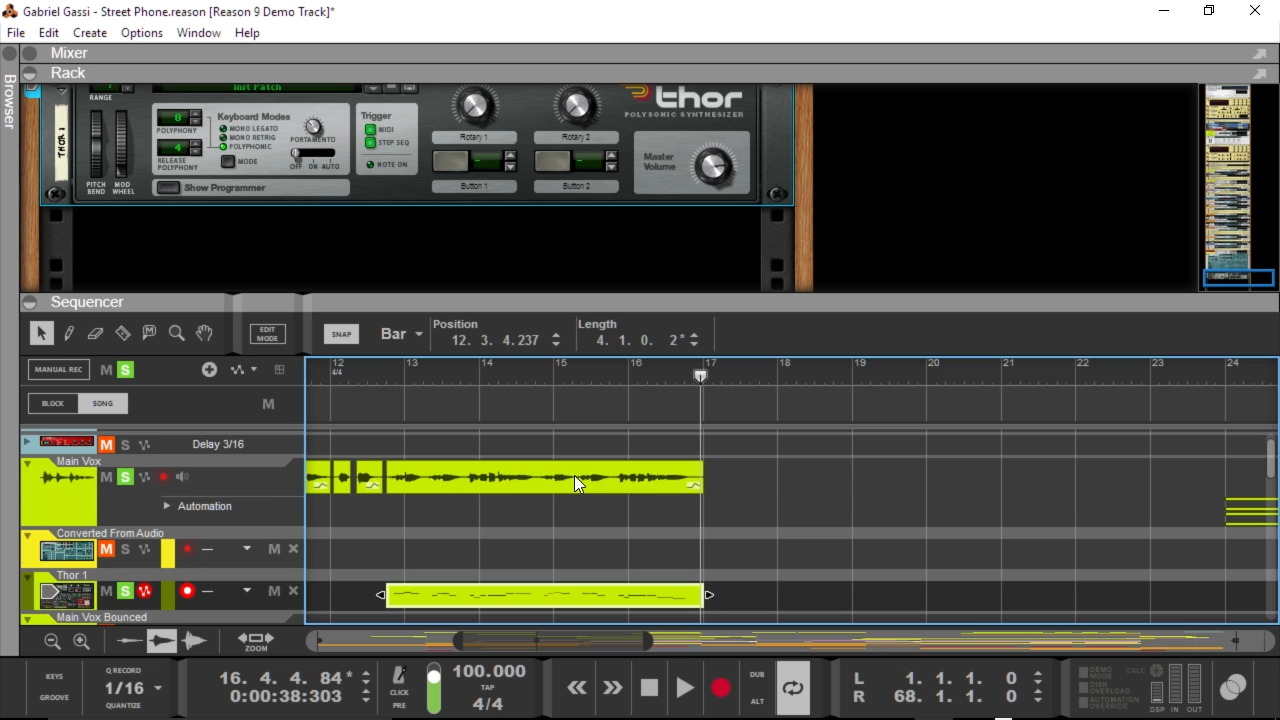 Gabriel Gassi - Street Phone.reason [Reason 9 Demo Track]*
File Edit Create Options Window Help
Mixer
Rack
Browser
RANGE
Init Patch
THOR 1
8
POLYPHONY
4
RELEASE
POLYPHONY
Keyboard Modes
MONO LEGATO
MONO RETRIG
POLYPHONIC
MODE
PORTAMENTO
OFF ON AUTO
Trigger
MIDI
STEP SEQ
NOTE ON
PITCH
BEND
MOD
WHEEL
Show Programmer
Rotary 1
Rotary 2
Button 1
Button 2
thor
POLYSONIC SYNTHESIZER
Master
Volume
Sequencer
EDIT
MODE
SNAP
Bar
Position
12. 3. 4.237
Length
4. 1. 0. 2*
MANUAL REC M S
12 13 14 15 16 17 18 19 20 21 22 23 24
4/4
BLOCK SONG M
M S Delay 3/16
Main Vox
M S
Automation
Converted From Audio
M S M
Thor 1
M S M
Main Vox Bounced
ZOOM
KEYS
GROOVE
Q RECORD
1/16
QUANTIZE
16. 4. 4. 84*
0:00:38:303
CLICK
PRE
100.000
TAP
4/4
DUB
ALT
L 1. 1. 1. 0
R 68. 1. 1. 0
DEMO
MODE
DISK
OVERLOAD
AUTOMATION
OVERRIDE
CALC
DSP IN OUT